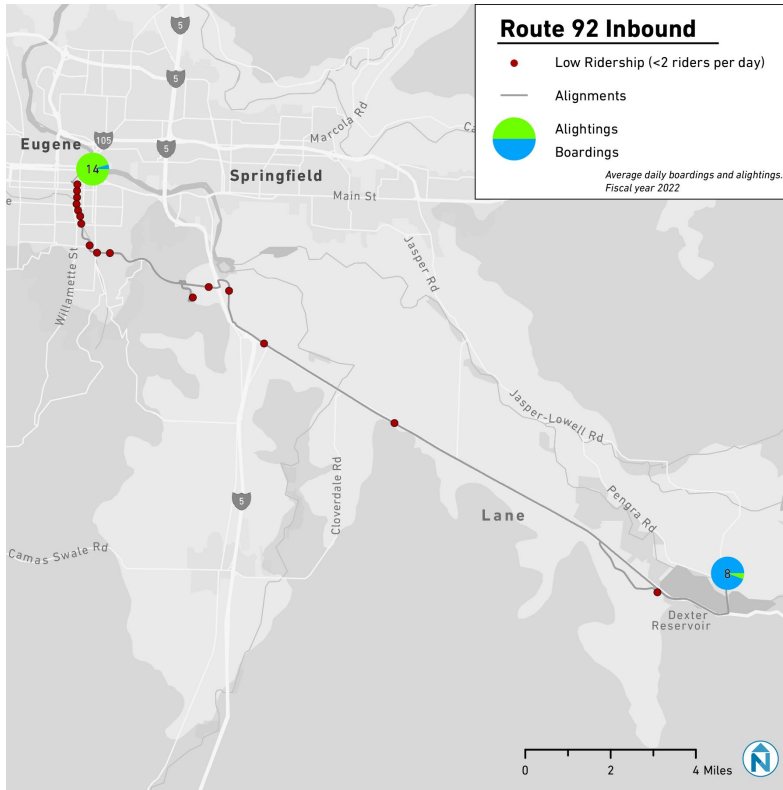 Route 92 Inbound
Low Ridership (<2 riders per day)
Alignments
Alightings
Boardings
Average daily boardings and alightings.
Fiscal year 2022
5
5
Marcola Rd
Ca
105
5
Eugene
14
Springfield
Main St
e
Jasper Rd
Willamette St
Jasper-Lowell Rd
Cloverdale Rd
5
Pengra Rd
Lane
Camas Swale Rd
8
Dexter
Reservoir
0 2 4 Miles
N